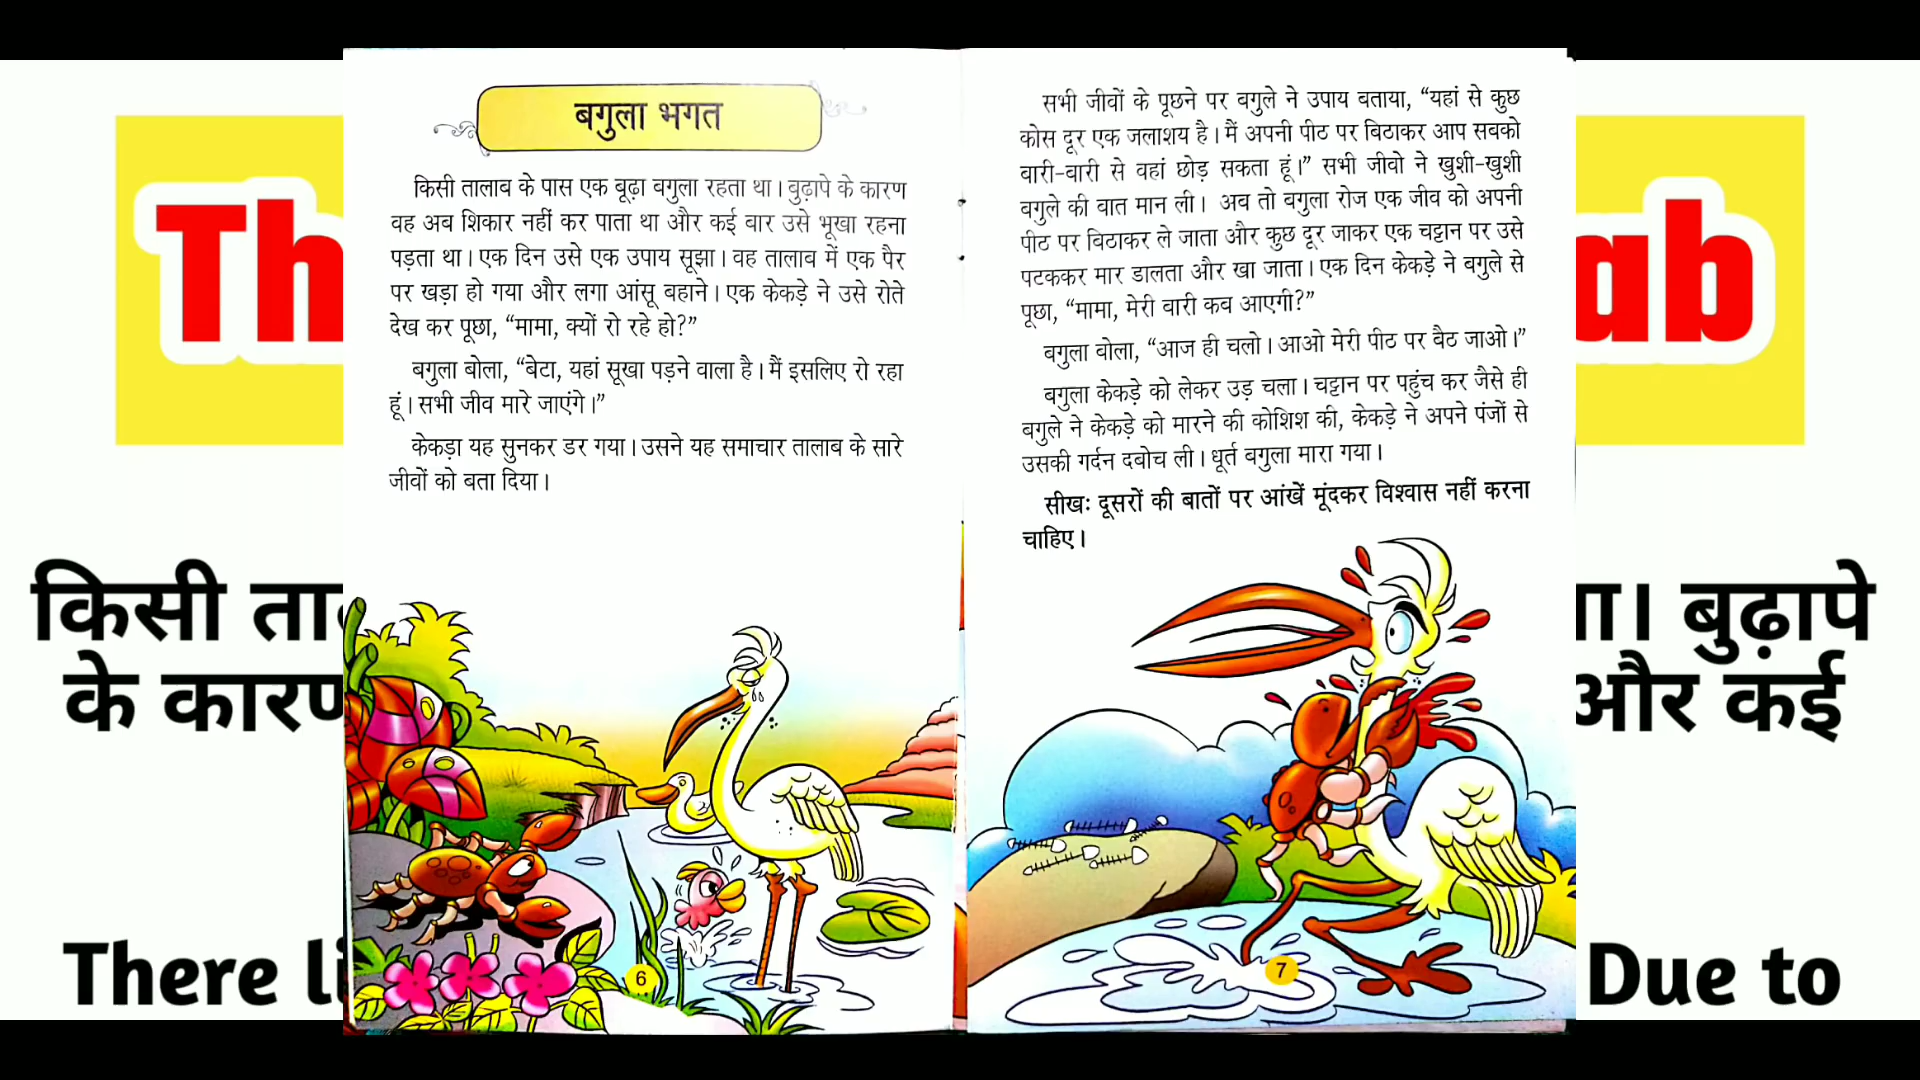 बगुला भगत
किसी तालाब के पास एक बूढ़ा बगुला रहता था। बुढ़ापे के कारण
वह अब शिकार नहीं कर पाता था और कई बार उसे भूखा रहना
पड़ता था। एक दिन उसे एक उपाय सूझा। वह तालाब में एक पैर
पर खड़ा हो गया और लगा आंसू बहाने। एक केकड़े ने उसे रोते
देख कर पूछा, “मामा, क्यों रो रहे हो?”
बगुला बोला, “बेटा, यहां सूखा पड़ने वाला है। मैं इसलिए रो रहा
हूं। सभी जीव मारे जाएंगे।”
केकड़ा यह सुनकर डर गया। उसने यह समाचार तालाब के सारे
जीवों को बता दिया।
6
सभी जीवों के पूछने पर बगुले ने उपाय बताया, “यहां से कुछ
कोस दूर एक जलाशय है। मैं अपनी पीठ पर बिठाकर आप सबको
बारी-बारी से वहां छोड़ सकता हूं।” सभी जीवो ने खुशी-खुशी
बगुले की बात मान ली। अब तो बगुला रोज एक जीव को अपनी
पीठ पर बिठाकर ले जाता और कुछ दूर जाकर एक चट्टान पर उसे
पटककर मार डालता और खा जाता। एक दिन केकड़े ने बगुले से
पूछा, “मामा, मेरी बारी कब आएगी?”
बगुला बोला, “आज ही चलो। आओ मेरी पीठ पर बैठ जाओ।”
बगुला केकड़े को लेकर उड़ चला। चट्टान पर पहुंच कर जैसे ही
बगुले ने केकड़े को मारने की कोशिश की, केकड़े ने अपने पंजों से
उसकी गर्दन दबोच ली। धूर्त बगुला मारा गया।
सीखः दूसरों की बातों पर आंखें मूंदकर विश्वास नहीं करना
चाहिए।
7
Th ab
किसी ता ा। बुढ़ापे
के कारण और कई
There li Due to